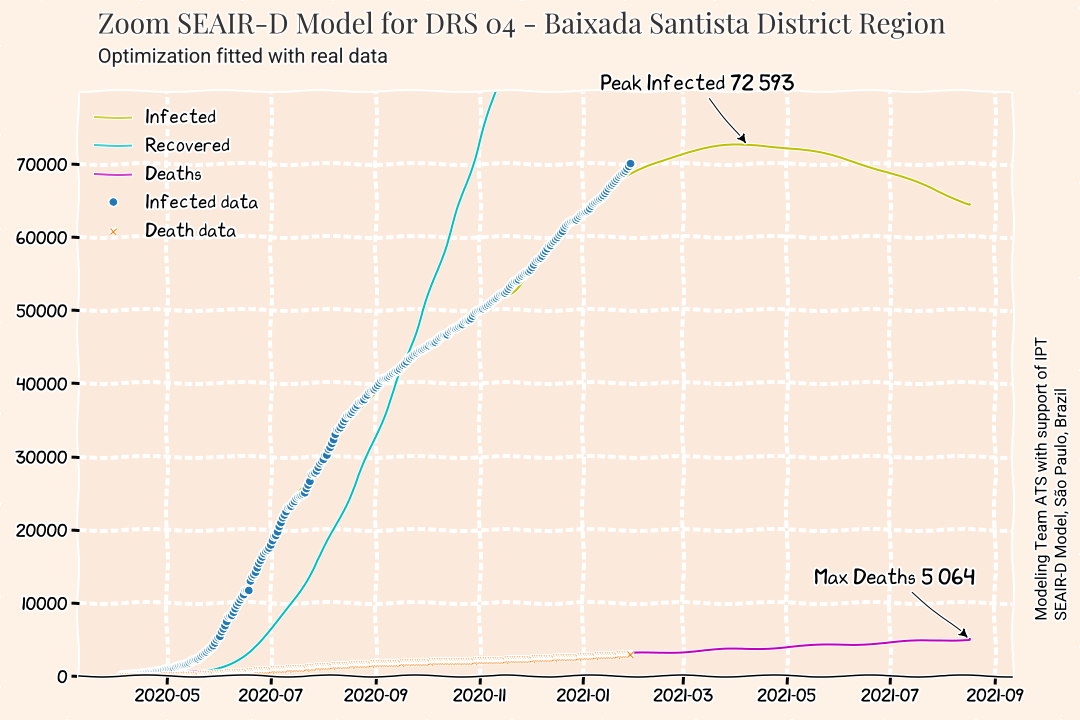 Zoom SEAIR-D Model for DRS 04 - Baixada Santista District Region
Optimization fitted with real data
Peak Infected 72 593
Infected
Recovered
Deaths
Infected data
Death data
70000
60000
50000
40000
30000
20000
10000
0
Max Deaths 5 064
2020-05
2020-07
2020-09
2020-11
2021-01
2021-03
2021-05
2021-07
2021-09
Modeling Team ATS with support of IPT
SEAIR-D Model, São Paulo, Brazil